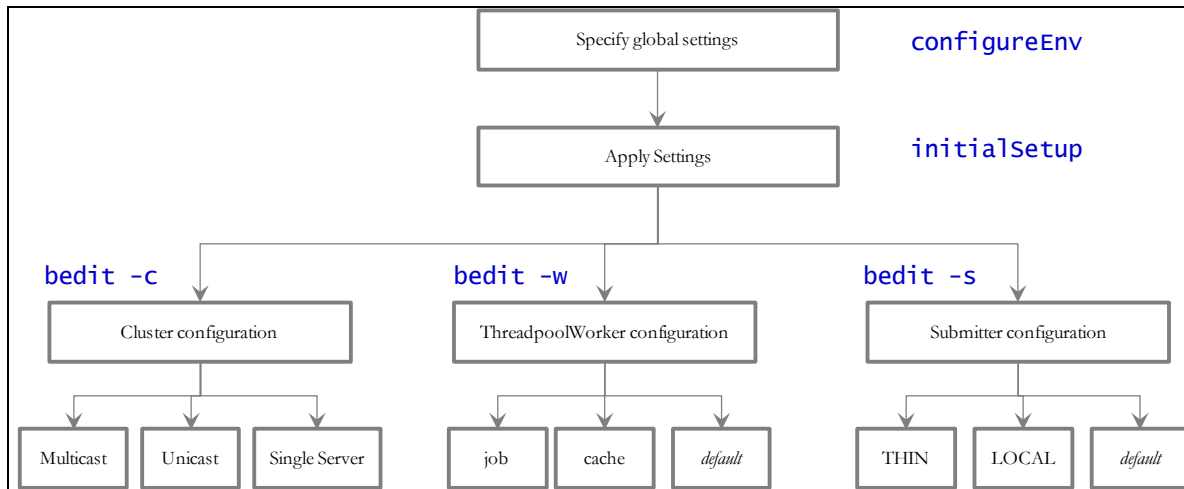 Specify global settings
configureEnv
Apply Settings
initialSetup
bedit -c
bedit -w
bedit -s
Cluster configuration
ThreadpoolWorker configuration
Submitter configuration
Multicast
Unicast
Single Server
job
cache
default
THIN
LOCAL
default